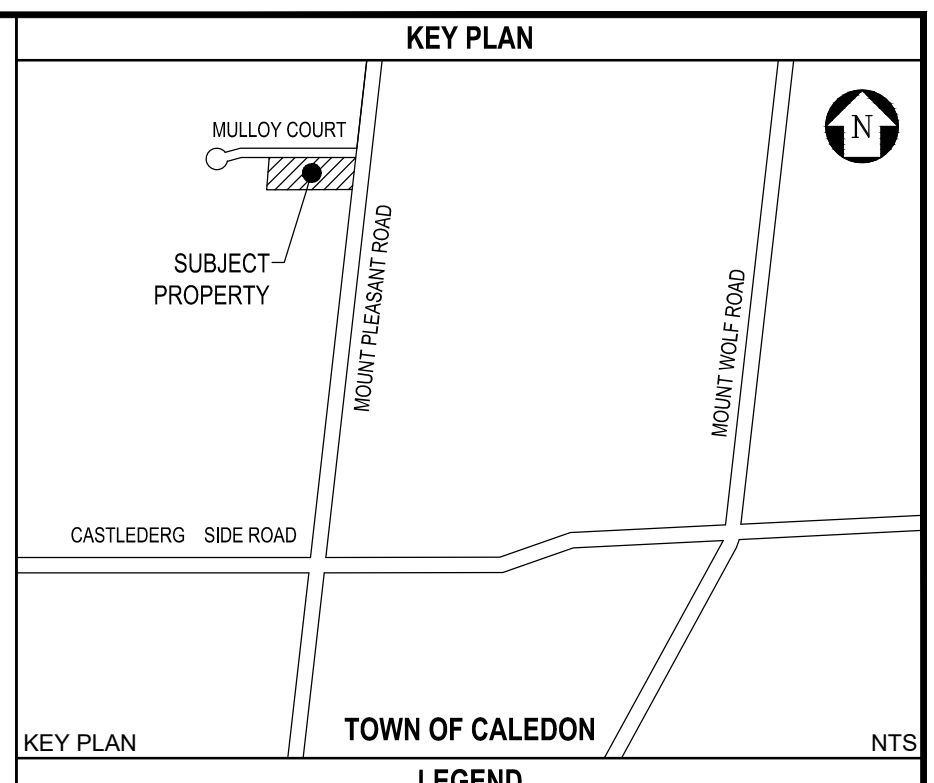 KEY PLAN
MULLOY COURT
N
SUBJECT
PROPERTY
MOUNT PLEASANT ROAD
MOUNT WOLF ROAD
CASTLEDERG SIDE ROAD
TOWN OF CALEDON
KEY PLAN
NTS
LEGEND